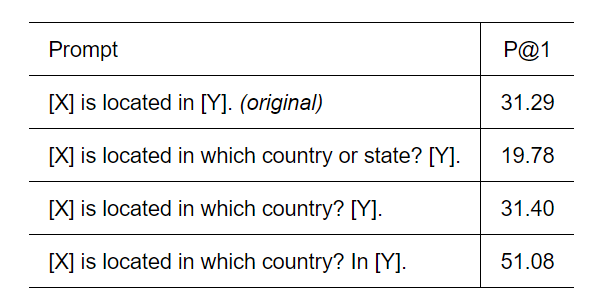 Prompt P@1
[X] is located in [Y]. (original) 31.29
[X] is located in which country or state? [Y]. 19.78
[X] is located in which country? [Y]. 31.40
[X] is located in which country? In [Y]. 51.08